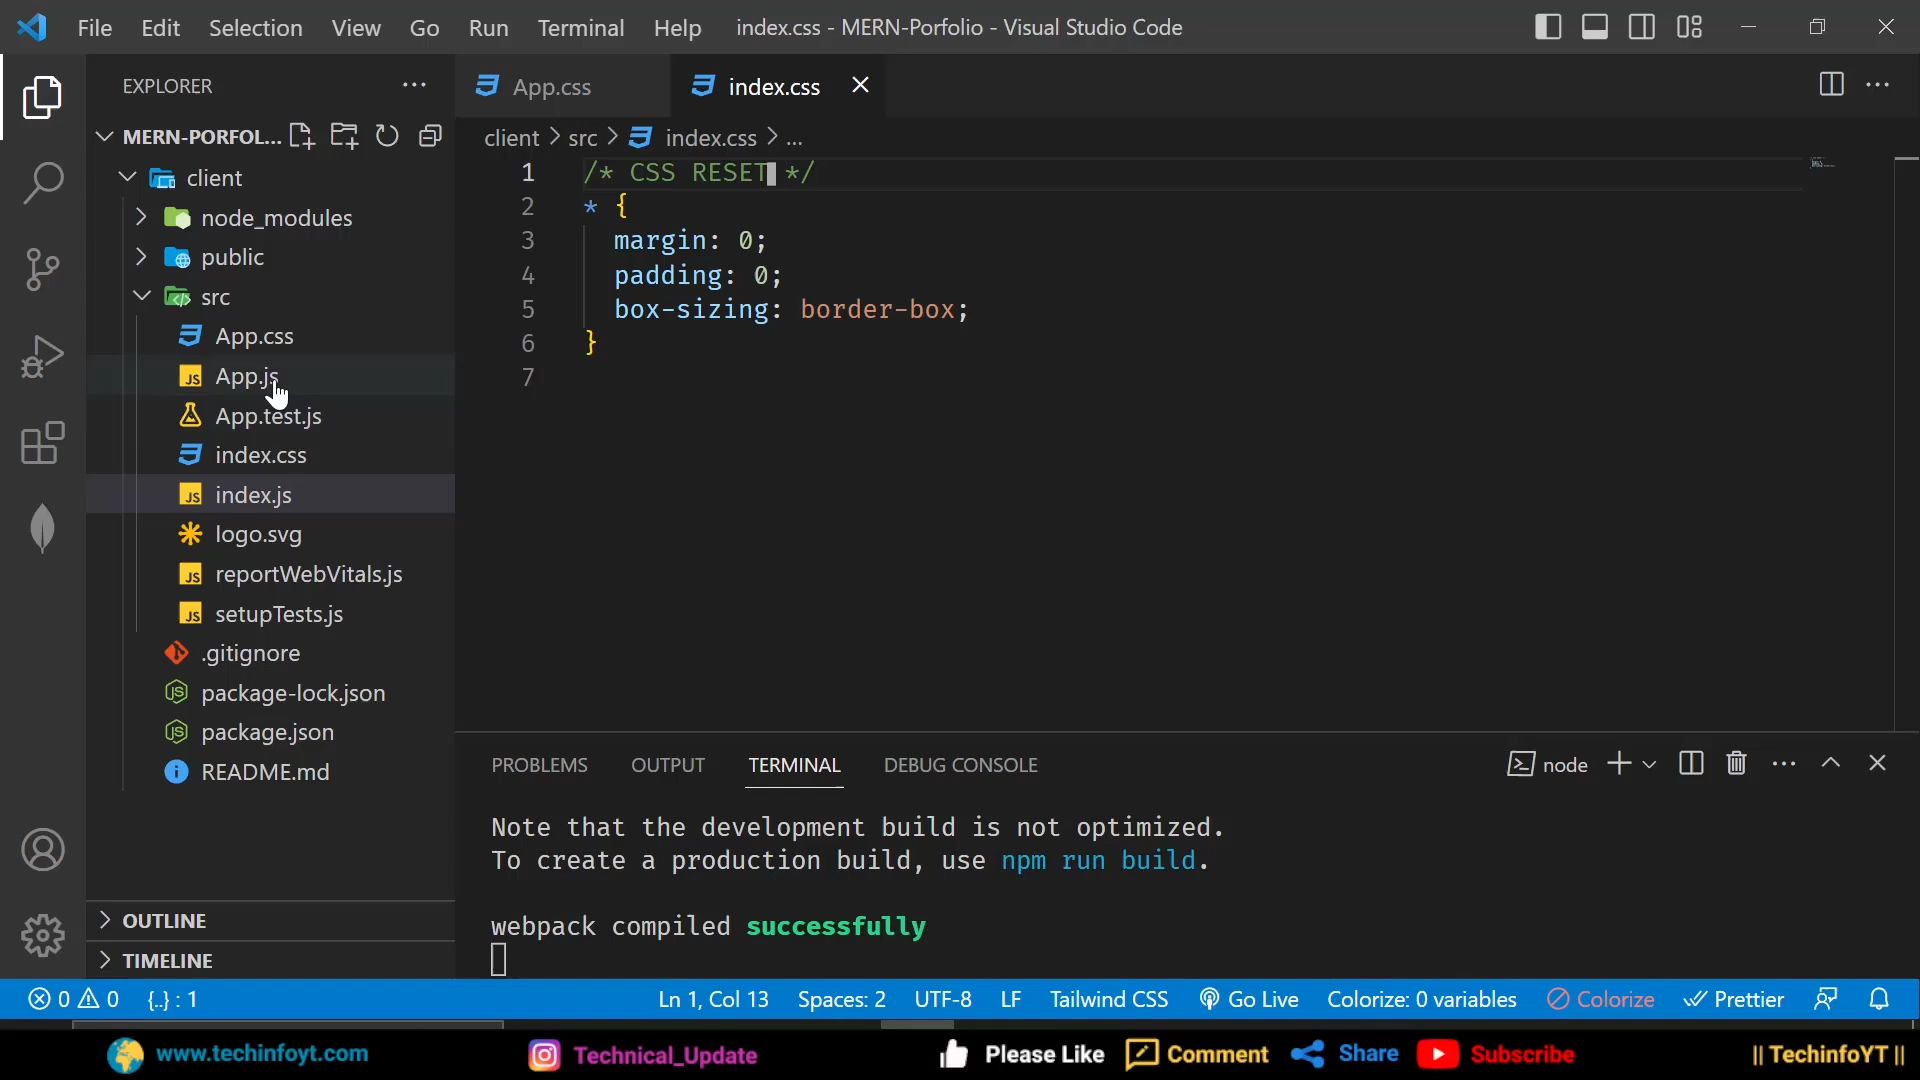 File Edit Selection View Go Run Terminal Help index.css - MERN-Porfolio - Visual Studio Code
EXPLORER
MERN-PORFOL...
client
node_modules
public
src
App.css
App.js
App.test.js
index.css
index.js
logo.svg
reportWebVitals.js
setupTests.js
.gitignore
package-lock.json
package.json
README.md
OUTLINE
TIMELINE
App.css index.css
client > src > index.css > ...
1 /* CSS RESET */
2 * {
3 margin: 0;
4 padding: 0;
5 box-sizing: border-box;
6 }
7
PROBLEMS OUTPUT TERMINAL DEBUG CONSOLE node
Note that the development build is not optimized.
To create a production build, use npm run build.
webpack compiled successfully
0 0 {..} : 1 Ln 1, Col 13 Spaces: 2 UTF-8 LF Tailwind CSS Go Live Colorize: 0 variables Colorize Prettier
www.techinfoyt.com Technical_Update Please Like Comment Share Subscribe || TechinfoYT ||